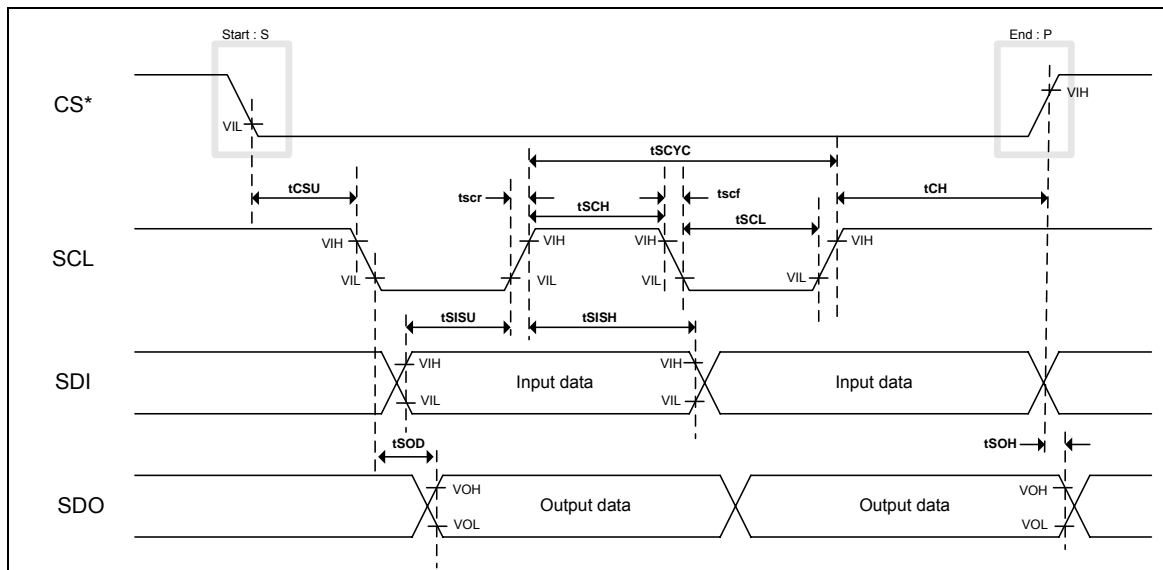 Start : S
End : P
CS*
VIL
VIH
tSCYC
tCSU
tscr
tSCH
tscf
tSCL
tCH
SCL
VIH
VIL
VIH
VIL
VIH
VIL
VIH
VIL
tSISU
tSISH
SDI
VIH
VIL
Input data
VIH
VIL
Input data
tSOD
tSOH
SDO
VOH
VOL
Output data
Output data
VOH
VOL